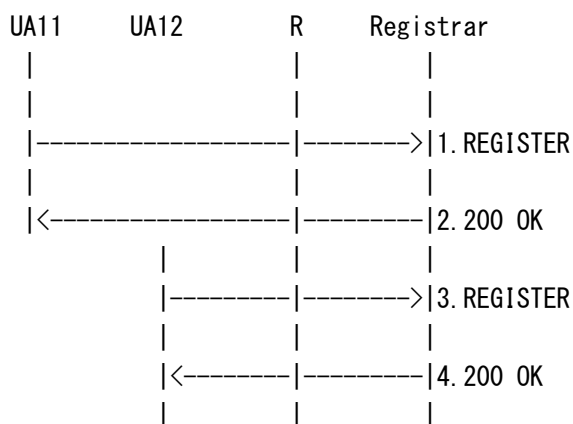 UA11 UA12 R Registrar
1.REGISTER
2.200 OK
3.REGISTER
4.200 OK